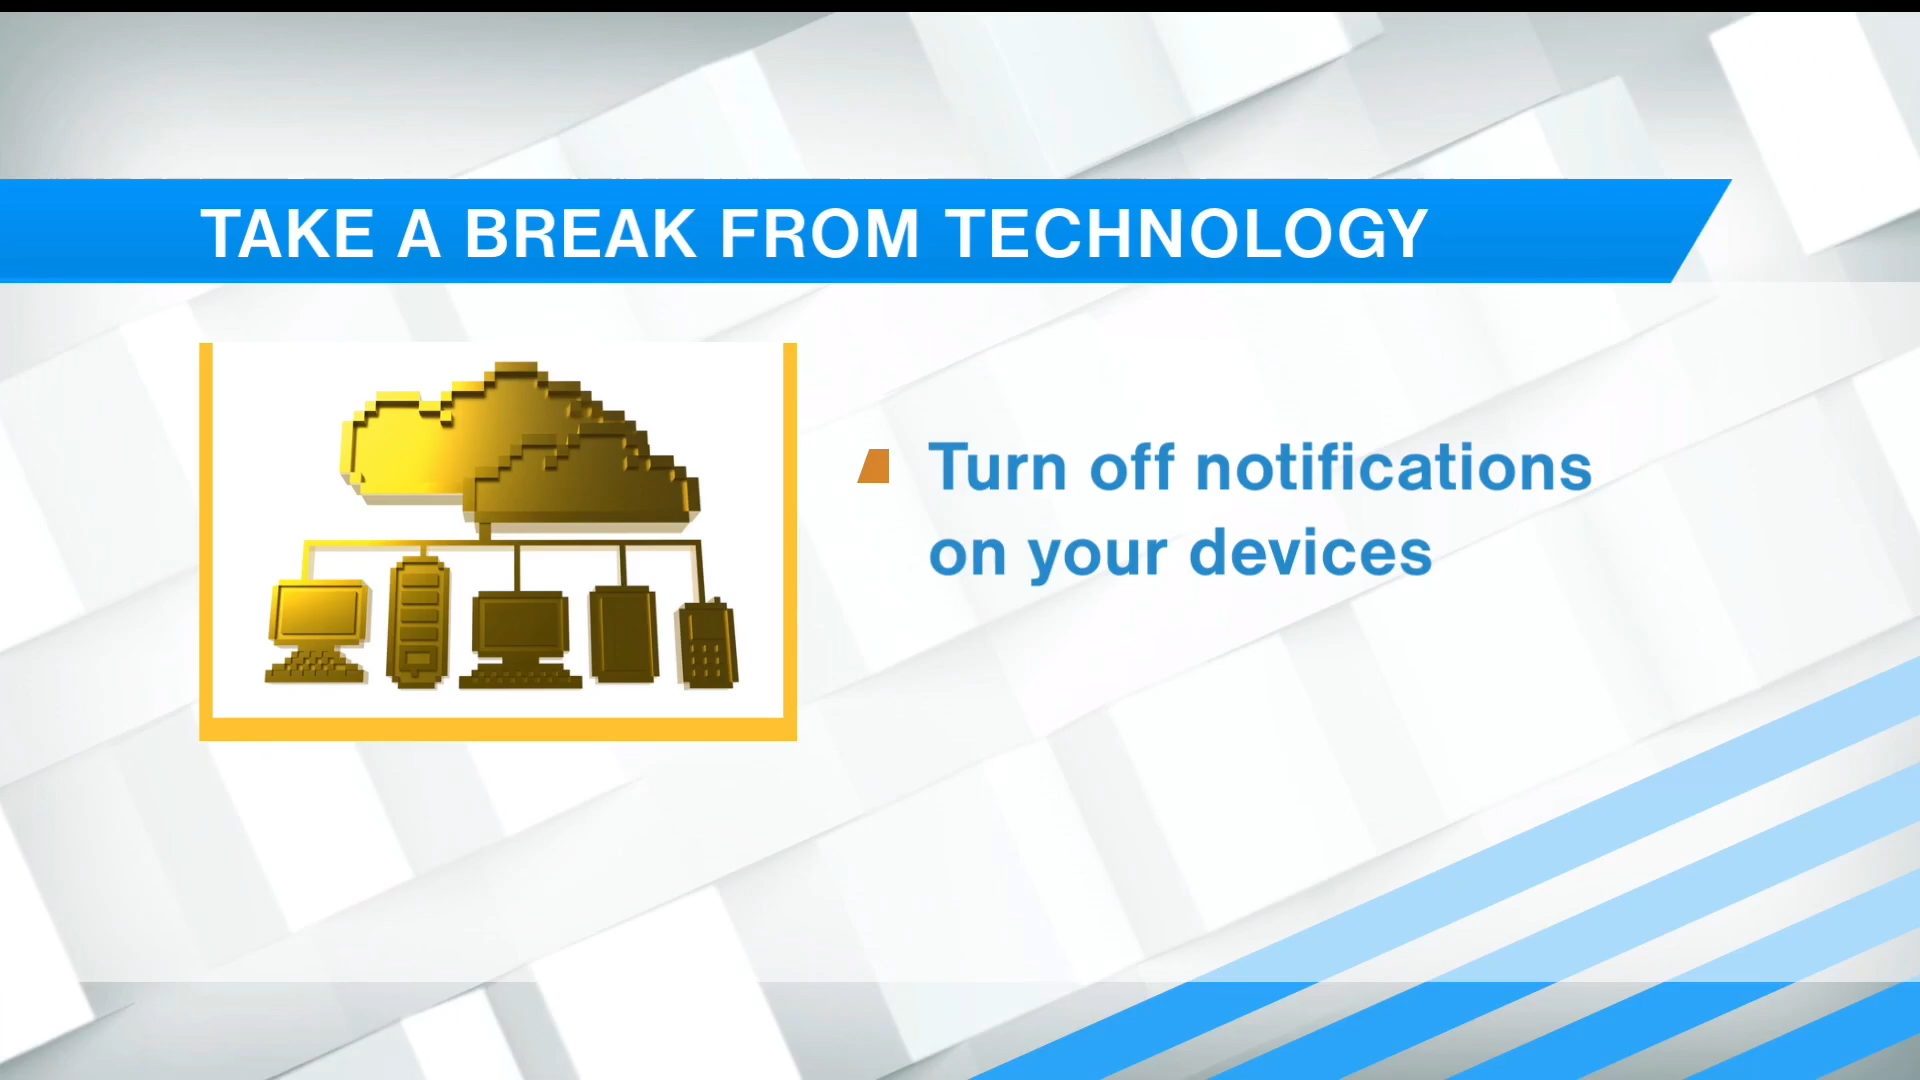 TAKE A BREAK FROM TECHNOLOGY
Turn off notifications
on your devices